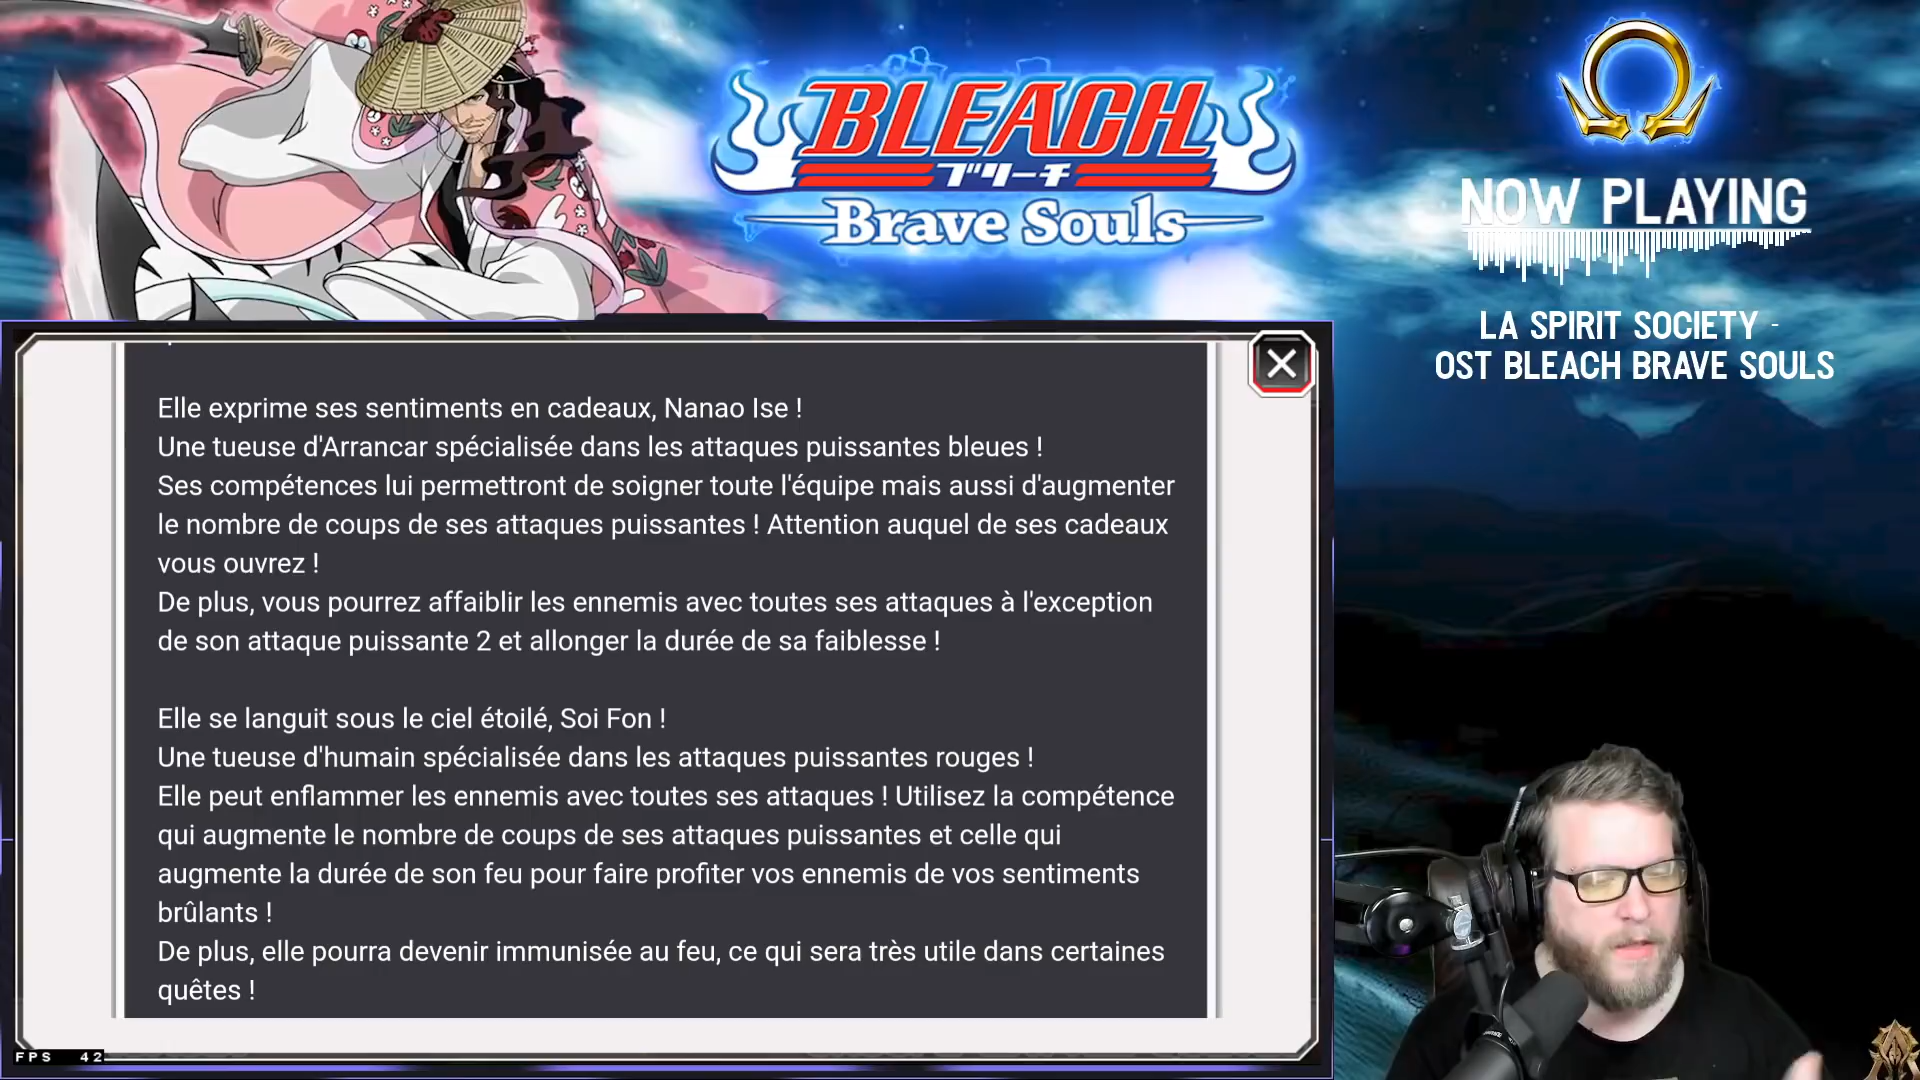 BLEACH
ブリーチ
Brave Souls
NOW PLAYING
LA SPIRIT SOCIETY -
OST BLEACH BRAVE SOULS
Elle exprime ses sentiments en cadeaux, Nanao Ise !
Une tueuse d'Arrancar spécialisée dans les attaques puissantes bleues !
Ses compétences lui permettront de soigner toute l'équipe mais aussi d'augmenter
le nombre de coups de ses attaques puissantes ! Attention auquel de ses cadeaux
vous ouvrez !
De plus, vous pourrez affaiblir les ennemis avec toutes ses attaques à l'exception
de son attaque puissante 2 et allonger la durée de sa faiblesse !
Elle se languit sous le ciel étoilé, Soi Fon !
Une tueuse d'humain spécialisée dans les attaques puissantes rouges !
Elle peut enflammer les ennemis avec toutes ses attaques ! Utilisez la compétence
qui augmente le nombre de coups de ses attaques puissantes et celle qui
augmente la durée de son feu pour faire profiter vos ennemis de vos sentiments
brûlants !
De plus, elle pourra devenir immunisée au feu, ce qui sera très utile dans certaines
quêtes !
FPS 42